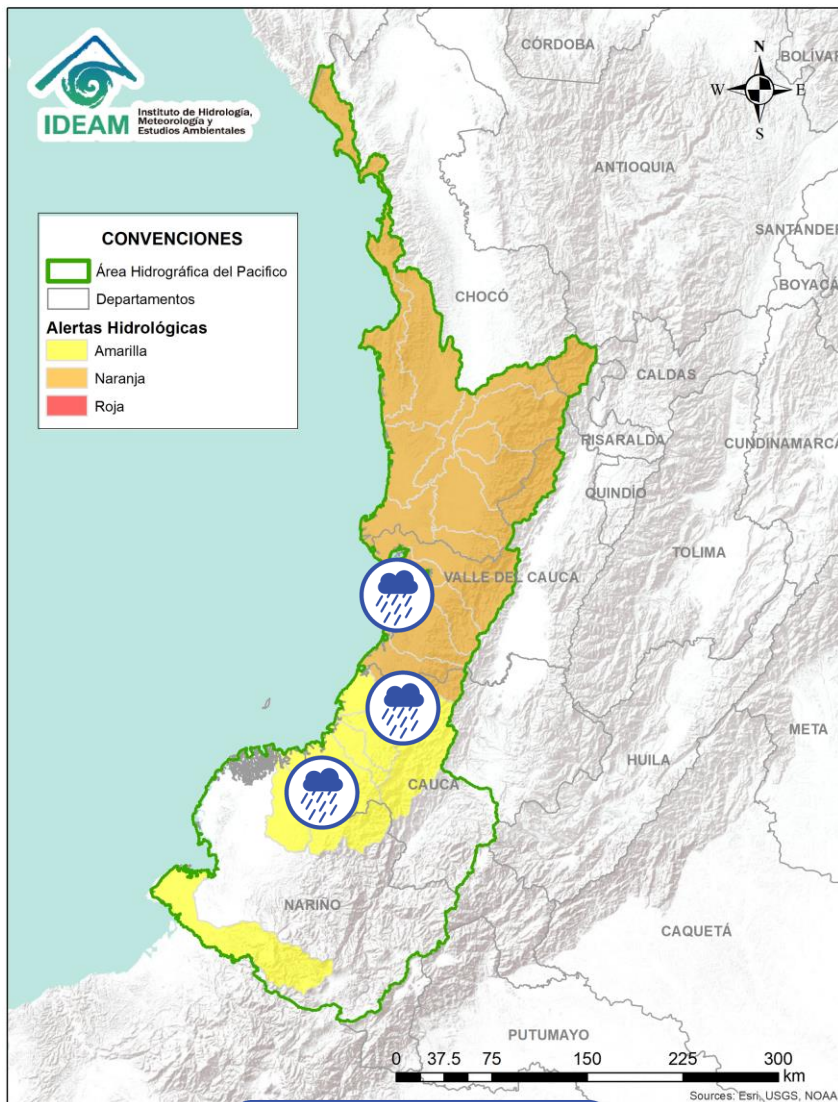 IDEAM
Instituto de Hidrología,
Meteorología y
Estudios Ambientales
N
W
E
S
CONVENCIONES
Área Hidrográfica del Pacifico
Departamentos
Alertas Hidrológicas
Amarilla
Naranja
Roja
CÓRDOBA
BOLÍVAR
ANTIOQUIA
SANTANDER
BOYACÁ
CHOCÓ
CALDAS
RISARALDA
CUNDINAMARCA
QUINDÍO
TOLIMA
VALLE DEL CAUCA
META
HUILA
CAUCA
NARIÑO
CAQUETÁ
PUTUMAYO
0 37.5 75 150 225 300
km
Sources: Esri, USGS, NOAA